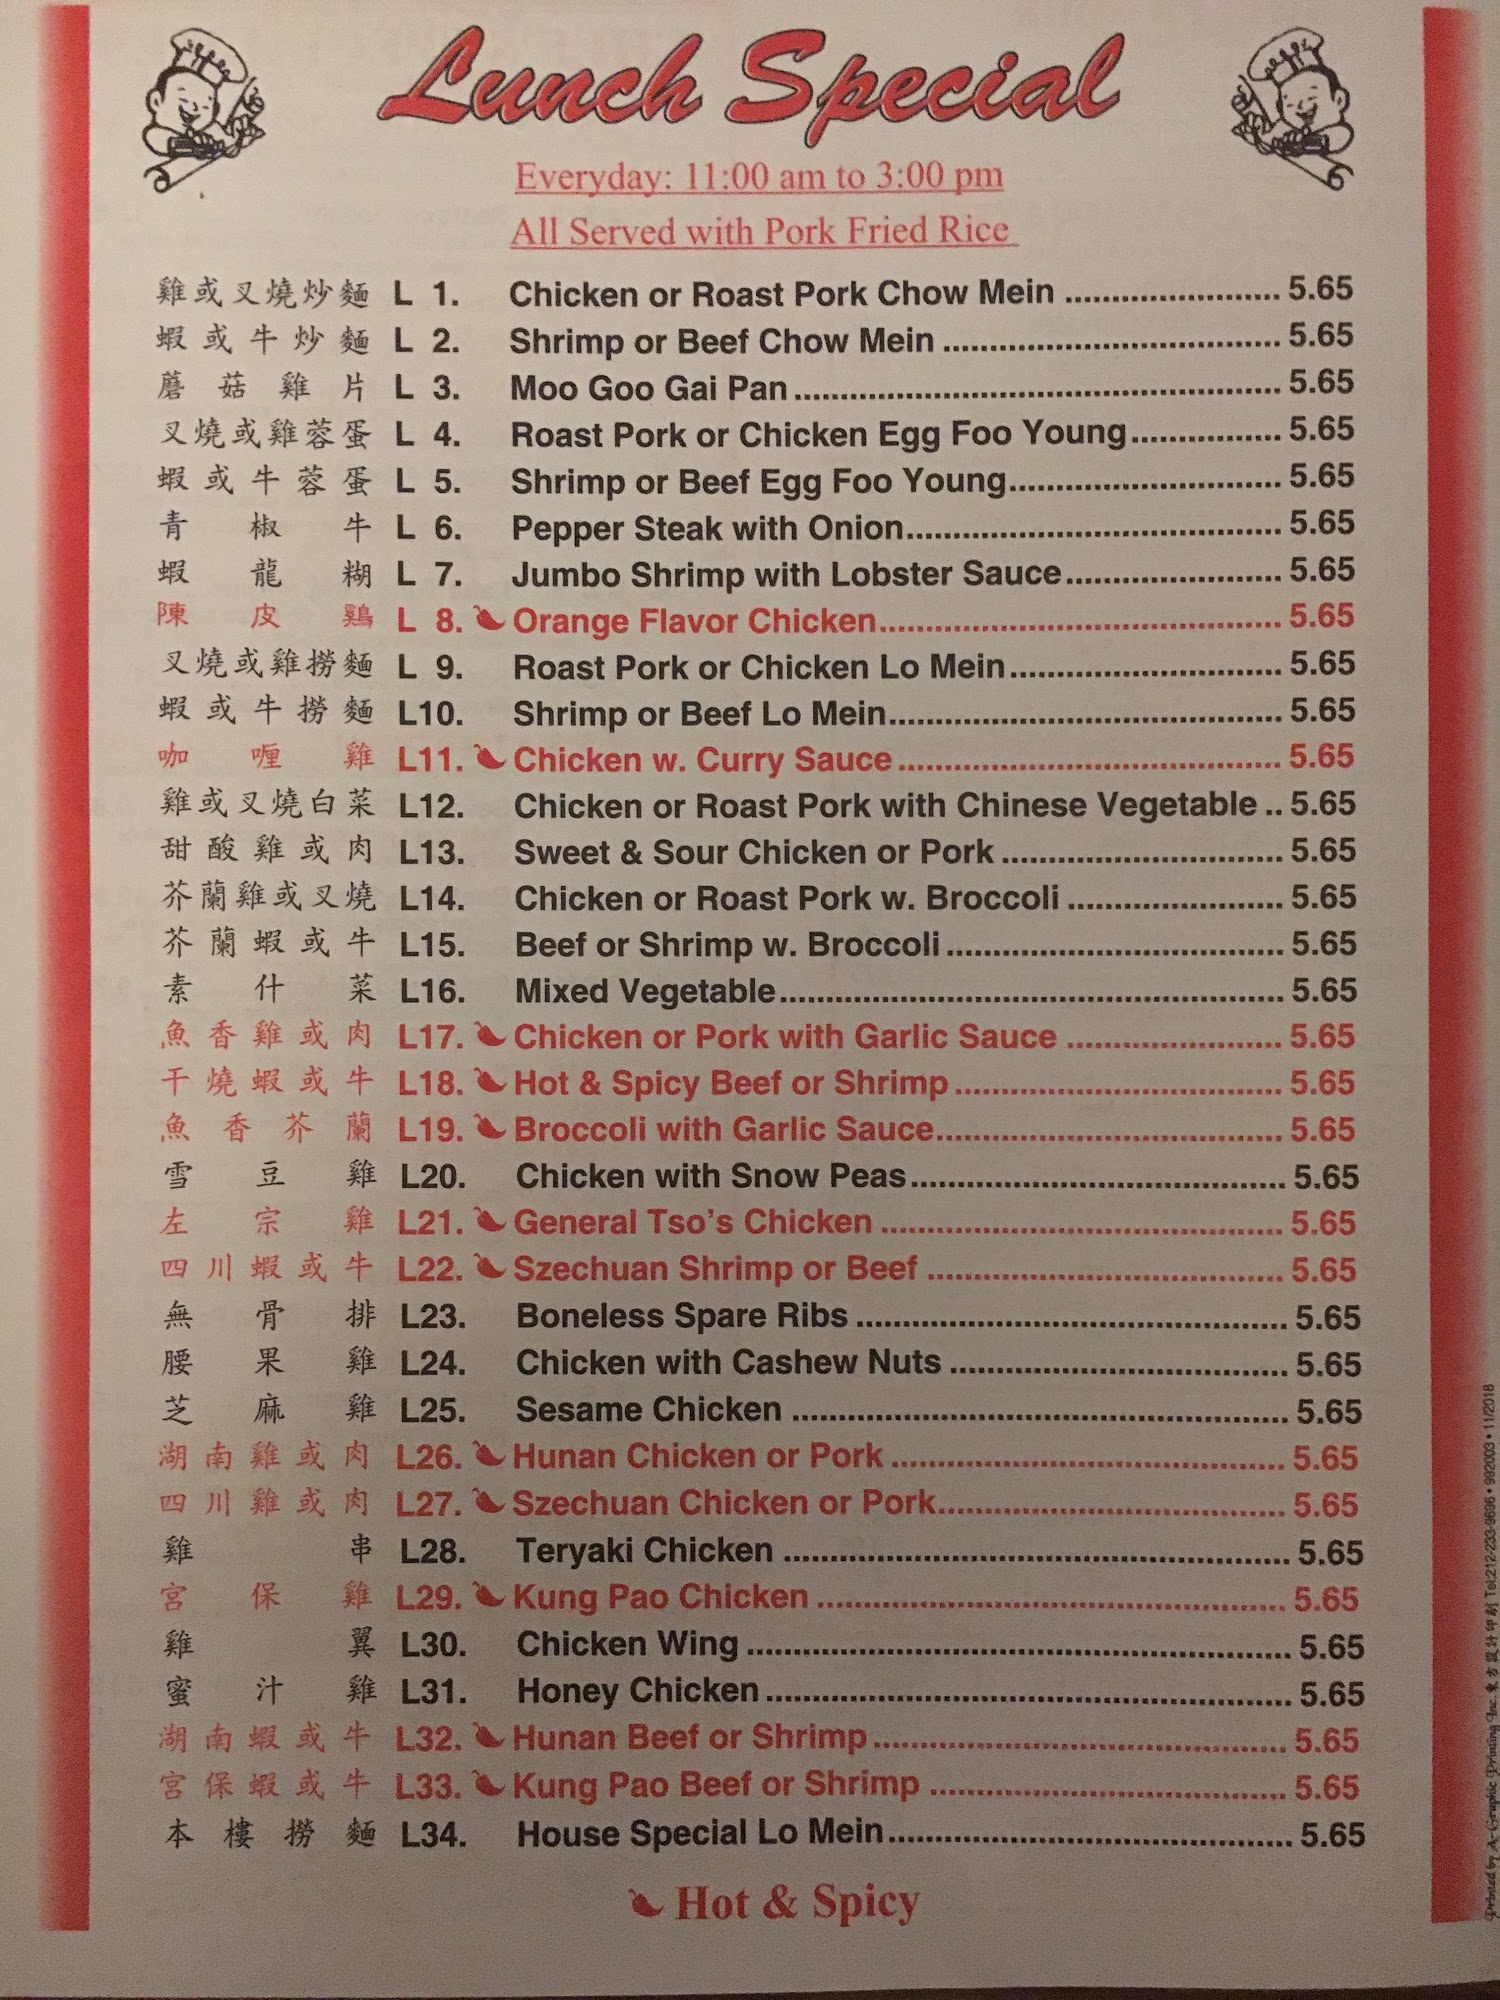 Lunch Special
Everyday: 11:00 am to 3:00 pm
All Served with Pork Fried Rice
雞或叉燒炒麵 L 1. Chicken or Roast Pork Chow Mein 5.65
蝦或牛炒麵 L 2. Shrimp or Beef Chow Mein 5.65
蘑菇雞片 L 3. Moo Goo Gai Pan 5.65
叉燒或雞蓉蛋 L 4. Roast Pork or Chicken Egg Foo Young 5.65
蝦或牛蓉蛋 L 5. Shrimp or Beef Egg Foo Young 5.65
青椒牛 L 6. Pepper Steak with Onion 5.65
蝦龍糊 L 7. Jumbo Shrimp with Lobster Sauce 5.65
陳皮鷄 L 8. Orange Flavor Chicken 5.65
叉燒或雞撈麵 L 9. Roast Pork or Chicken Lo Mein 5.65
蝦或牛撈麵 L10. Shrimp or Beef Lo Mein 5.65
咖喱雞 L11. Chicken w. Curry Sauce 5.65
雞或叉燒白菜 L12. Chicken or Roast Pork with Chinese Vegetable 5.65
甜酸雞或肉 L13. Sweet & Sour Chicken or Pork 5.65
芥蘭雞或叉燒 L14. Chicken or Roast Pork w. Broccoli 5.65
芥蘭蝦或牛 L15. Beef or Shrimp w. Broccoli 5.65
素什菜 L16. Mixed Vegetable 5.65
魚香雞或肉 L17. Chicken or Pork with Garlic Sauce 5.65
干燒蝦或牛 L18. Hot & Spicy Beef or Shrimp 5.65
魚香芥蘭 L19. Broccoli with Garlic Sauce 5.65
雪豆雞 L20. Chicken with Snow Peas 5.65
左宗雞 L21. General Tso's Chicken 5.65
四川蝦或牛 L22. Szechuan Shrimp or Beef 5.65
無骨排 L23. Boneless Spare Ribs 5.65
腰果雞 L24. Chicken with Cashew Nuts 5.65
芝麻雞 L25. Sesame Chicken 5.65
湖南雞或肉 L26. Hunan Chicken or Pork 5.65
四川雞或肉 L27. Szechuan Chicken or Pork 5.65
雞串 L28. Teryaki Chicken 5.65
宮保雞 L29. Kung Pao Chicken 5.65
雞翼 L30. Chicken Wing 5.65
蜜汁雞 L31. Honey Chicken 5.65
湖南蝦或牛 L32. Hunan Beef or Shrimp 5.65
宮保蝦或牛 L33. Kung Pao Beef or Shrimp 5.65
本樓撈麵 L34. House Special Lo Mein 5.65
Hot & Spicy
Printed by A-Graphic Printing Inc. 東方設計印刷 Tel:212-233-9696 • 992003 • 11/2018